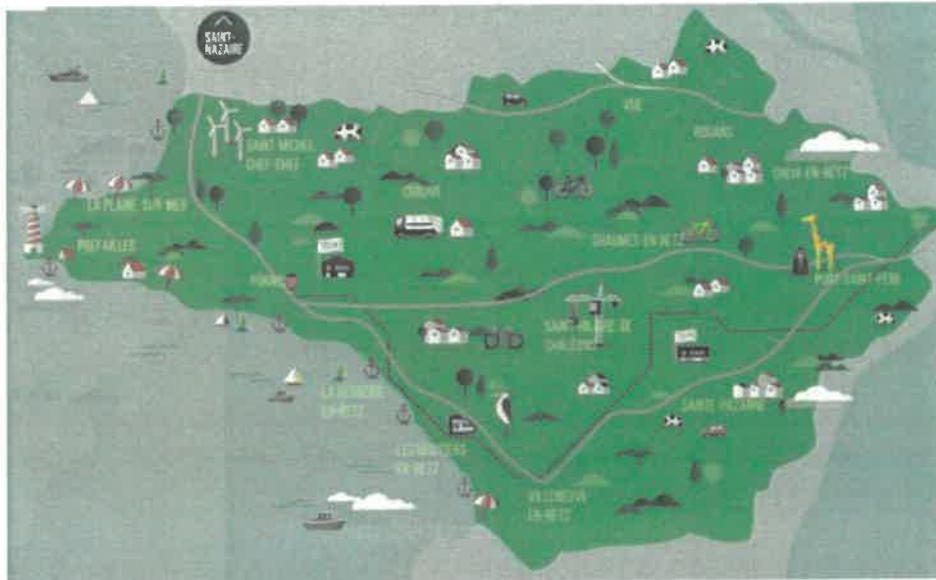 SAINT-
NAZAIRE
VUE
ROUANS
SAINT MICHEL
CHEF-CHEF
CHEIX-EN-RETZ
CHAUVÉ
LA PLAINE SUR MER
CHAUMES-EN-RETZ
PRÉFAILLES
PORNIC
PORT-SAINT-PÈRE
SAINT HILAIRE DE
CHALÉONS
LA BERNERIE
EN-RETZ
SAINTE-PAZANNE
LES MOUTIERS
EN-RETZ
VILLENEUVE
EN-RETZ